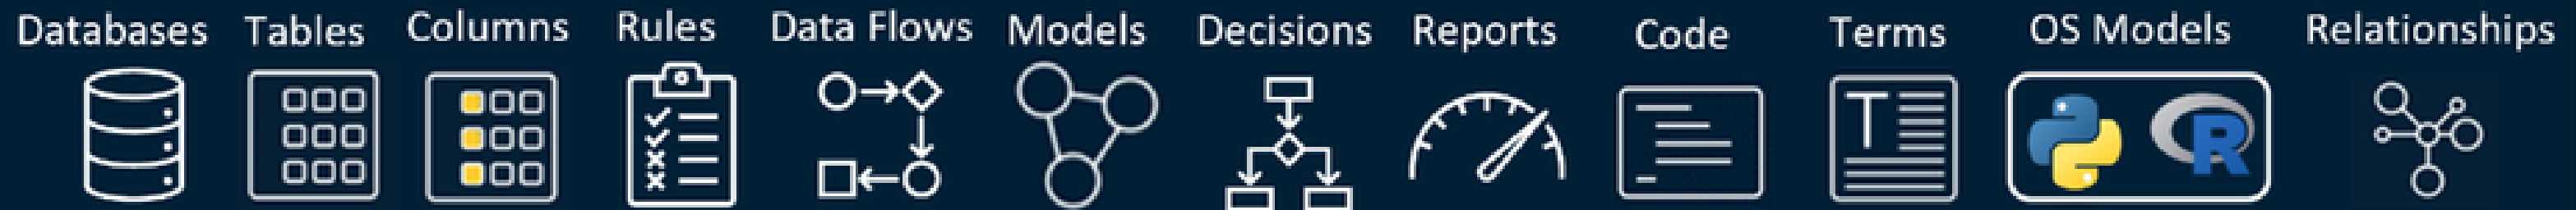 Databases Tables Columns Rules Data Flows Models Decisions Reports Code Terms OS Models Relationships
T
R